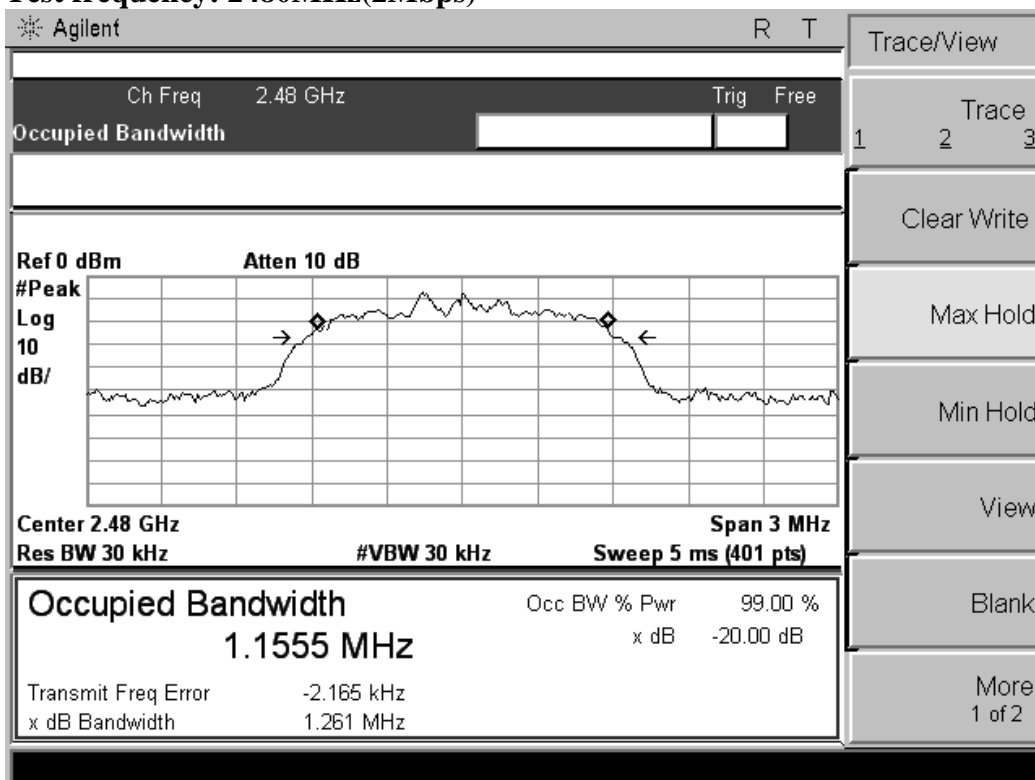 Test frequency: 2480MHz(2Mbps)
Agilent R T
Trace/View
Ch Freq 2.48 GHz Trig Free
Occupied Bandwidth
Trace
1 2 3
Clear Write
Ref 0 dBm Atten 10 dB
#Peak
Log
10
dB/
Max Hold
Min Hold
View
Center 2.48 GHz Span 3 MHz
Res BW 30 kHz #VBW 30 kHz Sweep 5 ms (401 pts)
Occupied Bandwidth
1.1555 MHz
Occ BW % Pwr 99.00 %
x dB -20.00 dB
Transmit Freq Error -2.165 kHz
x dB Bandwidth 1.261 MHz
Blank
More
1 of 2